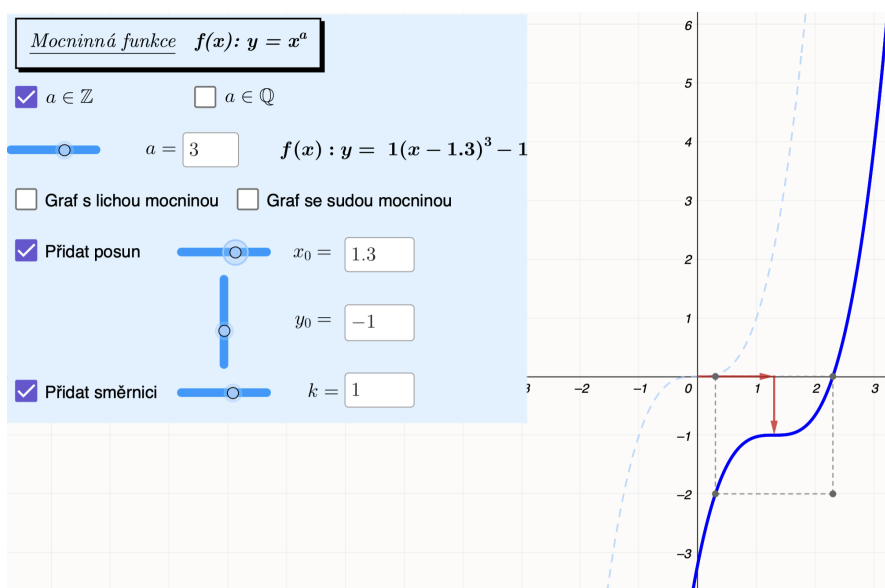 Mocninná funkce f(x): y = xᵃ
a ∈ ℤ a ∈ ℚ
a = 3 f(x) : y = 1(x − 1.3)³ − 1
Graf s lichou mocninou Graf se sudou mocninou
Přidat posun x₀ = 1.3
y₀ = −1
Přidat směrnici k = 1
6
5
4
3
2
1
3 −2 −1 0 1 2 3
−1
−2
−3